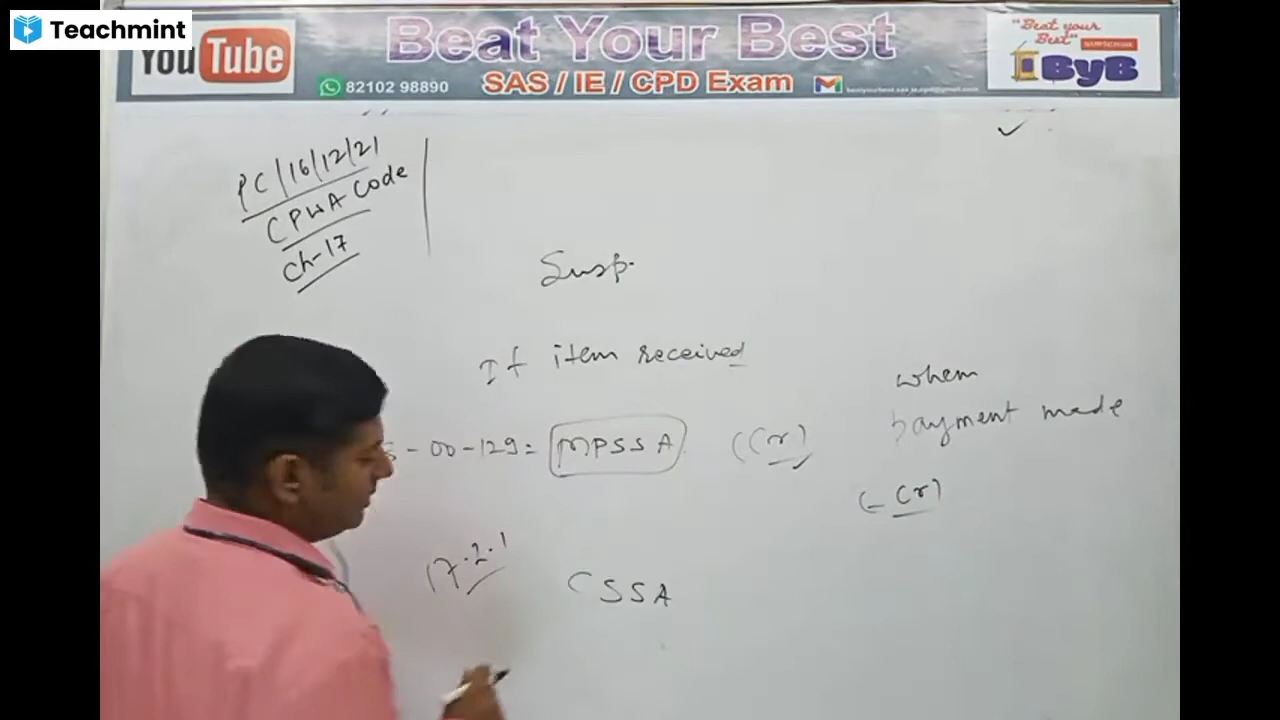 Teachmint
YouTube
Beat Your Best
SAS / IE / CPD Exam
82102 98890
"Beat your Best"
SUBSCRIBE
ByB
PC/16/12/21
CPWA Code
Ch-17
Susp.
If item received
-00-129= MPSSA (Cr)
when
payment made
(-Cr)
17.2.1 CSSA